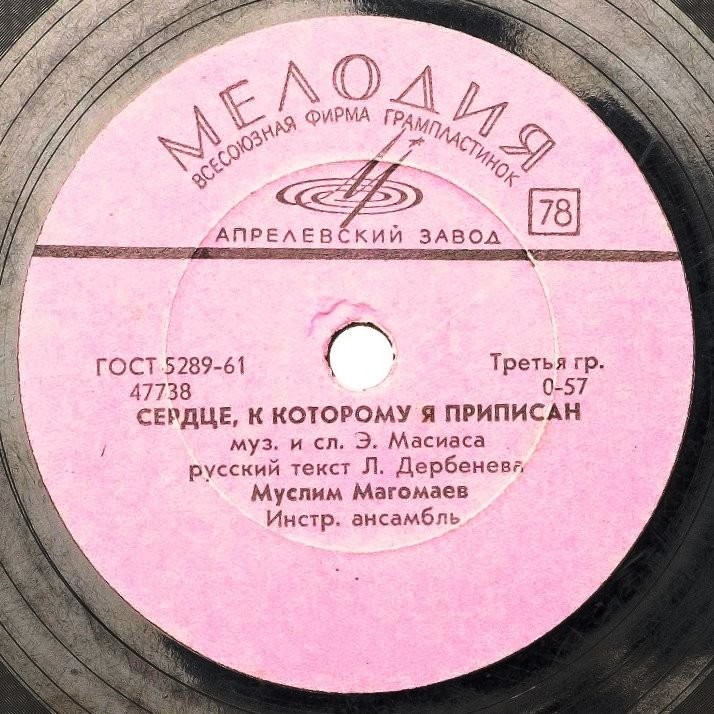 МЕЛОДИЯ
ВСЕСОЮЗНАЯ ФИРМА ГРАМПЛАСТИНОК
78
АПРЕЛЕВСКИЙ ЗАВОД
ГОСТ 5289-61 Третья гр.
47738 0-57
СЕРДЦЕ, К КОТОРОМУ Я ПРИПИСАН
муз. и сл. Э. Масиаса
русский текст Л. Дербенева
Муслим Магомаев
Инстр. ансамбль